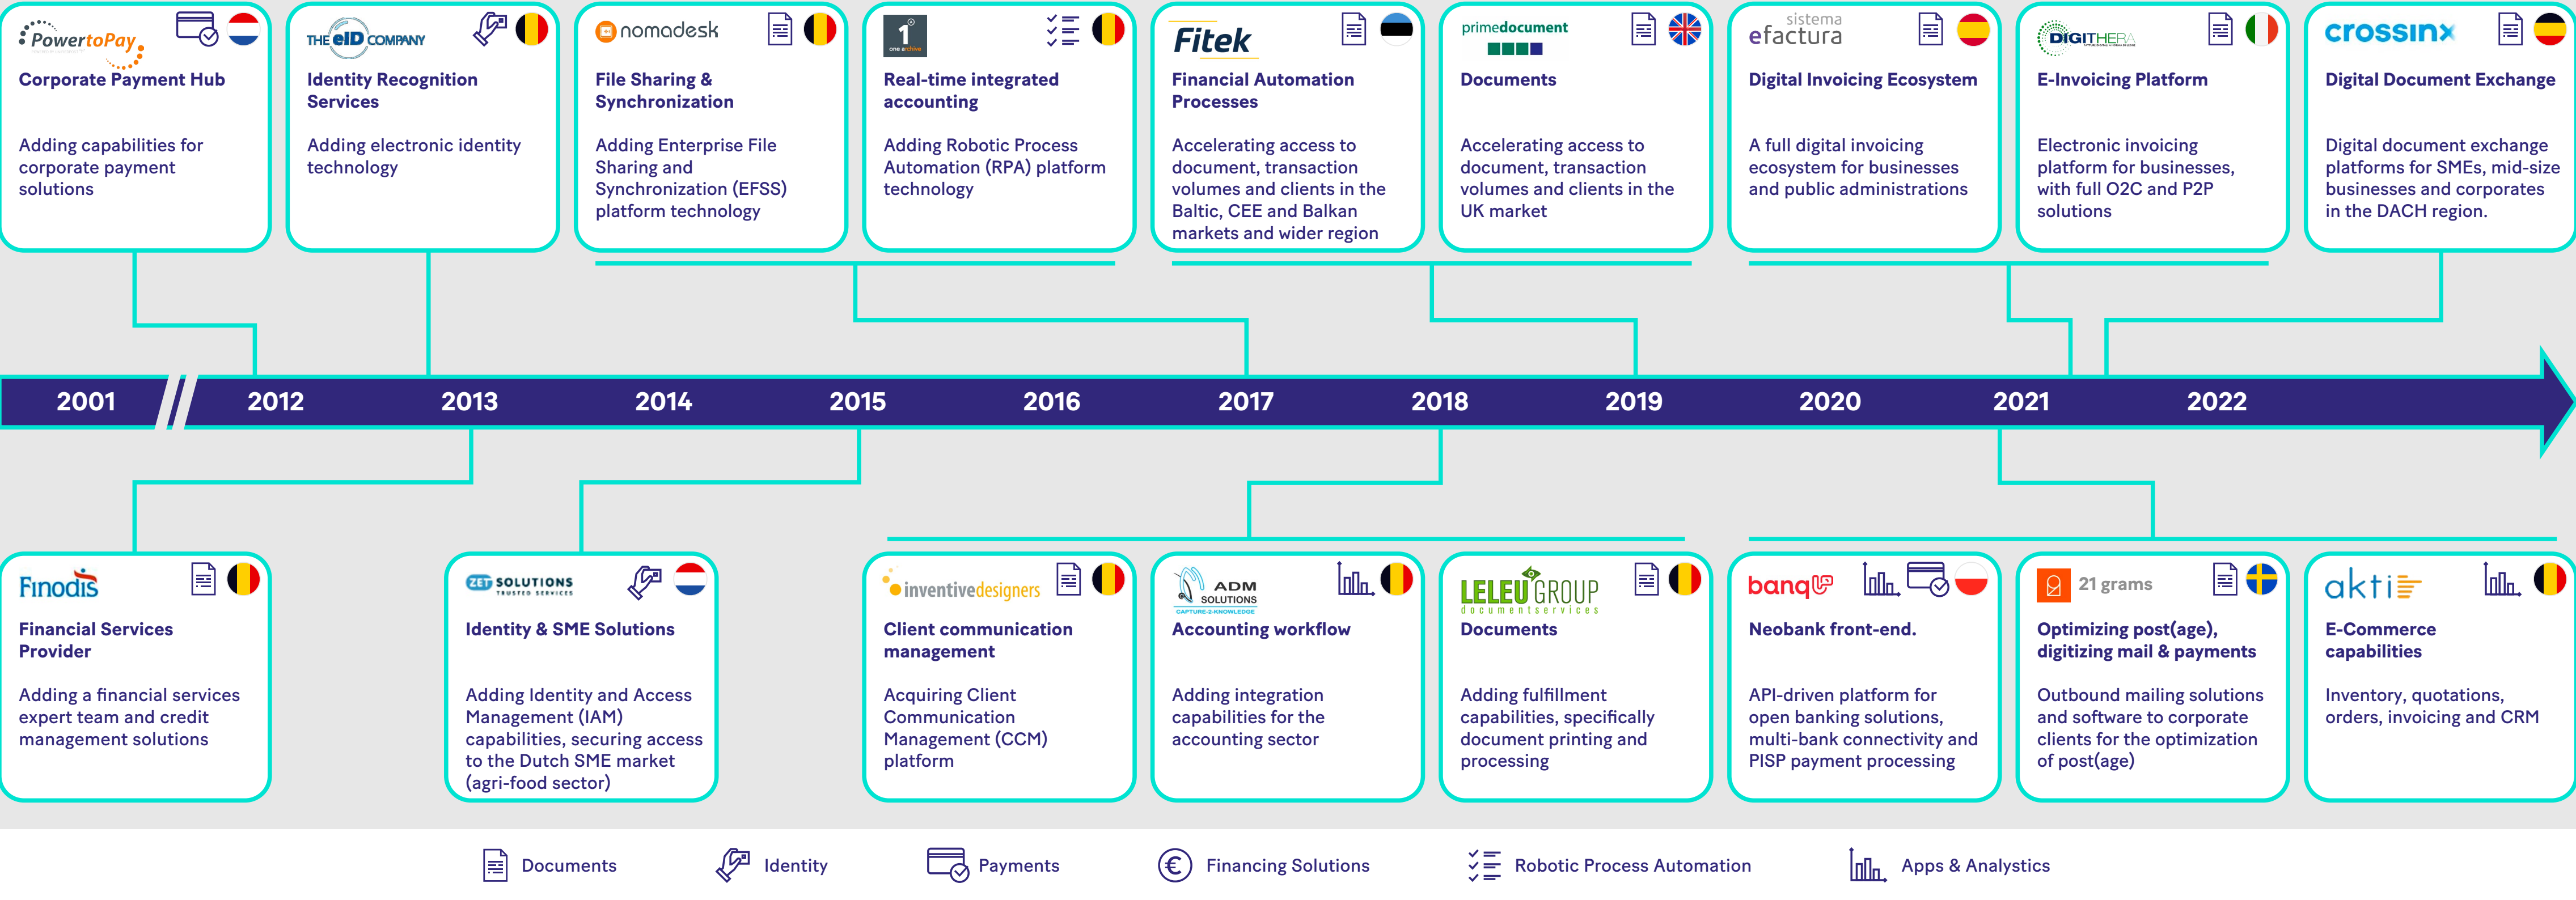 PowertoPay
Corporate Payment Hub
Adding capabilities for
corporate payment
solutions
THE eID COMPANY
Identity Recognition
Services
Adding electronic identity
technology
nomadesk
File Sharing &
Synchronization
Adding Enterprise File
Sharing and
Synchronization (EFSS)
platform technology
1
one archive
Real-time integrated
accounting
Adding Robotic Process
Automation (RPA) platform
technology
Fitek
Financial Automation
Processes
Accelerating access to
document, transaction
volumes and clients in the
Baltic, CEE and Balkan
markets and wider region
primedocument
Documents
Accelerating access to
document, transaction
volumes and clients in the
UK market
sistema
efactura
Digital Invoicing Ecosystem
A full digital invoicing
ecosystem for businesses
and public administrations
DIGITHERA
E-Invoicing Platform
Electronic invoicing
platform for businesses,
with full O2C and P2P
solutions
crossinx
Digital Document Exchange
Digital document exchange
platforms for SMEs, mid-size
businesses and corporates
in the DACH region.
2001 2012 2013 2014 2015 2016 2017 2018 2019 2020 2021 2022
Finodis
Financial Services
Provider
Adding a financial services
expert team and credit
management solutions
ZET SOLUTIONS
TRUSTED SERVICES
Identity & SME Solutions
Adding Identity and Access
Management (IAM)
capabilities, securing access
to the Dutch SME market
(agri-food sector)
inventivedesigners
Client communication
management
Acquiring Client
Communication
Management (CCM)
platform
ADM
SOLUTIONS
CAPTURE-2-KNOWLEDGE
Accounting workflow
Adding integration
capabilities for the
accounting sector
LELEU GROUP
documentservices
Documents
Adding fulfillment
capabilities, specifically
document printing and
processing
banqUP
Neobank front-end.
API-driven platform for
open banking solutions,
multi-bank connectivity and
PISP payment processing
21 grams
Optimizing post(age),
digitizing mail & payments
Outbound mailing solutions
and software to corporate
clients for the optimization
of post(age)
akti
E-Commerce
capabilities
Inventory, quotations,
orders, invoicing and CRM
Documents
Identity
Payments
€ Financing Solutions
Robotic Process Automation
Apps & Analystics